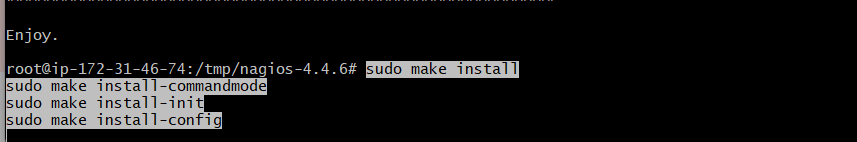 Enjoy.
root@ip-172-31-46-74:/tmp/nagios-4.4.6# sudo make install
sudo make install-commandmode
sudo make install-init
sudo make install-config